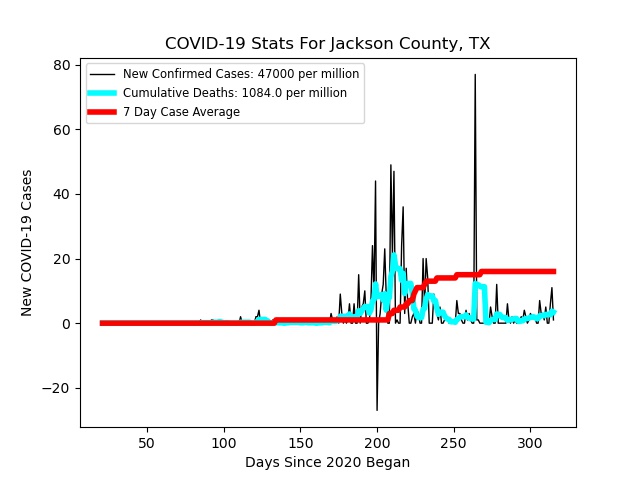 COVID-19 Stats For Jackson County, TX
New Confirmed Cases: 47000 per million
Cumulative Deaths: 1084.0 per million
7 Day Case Average
80
60
40
20
0
−20
New COVID-19 Cases
50 100 150 200 250 300
Days Since 2020 Began